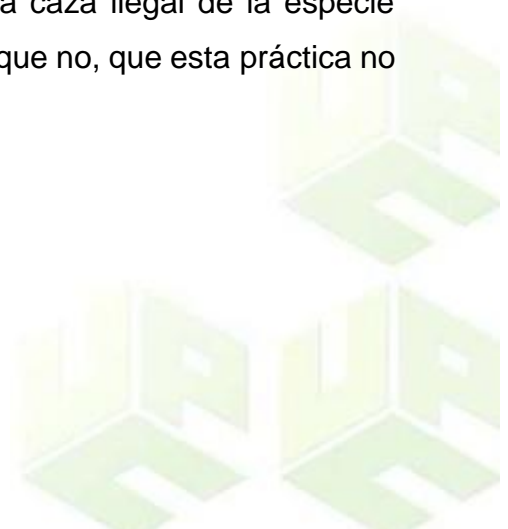 a caza ilegal de la especie
que no, que esta práctica no